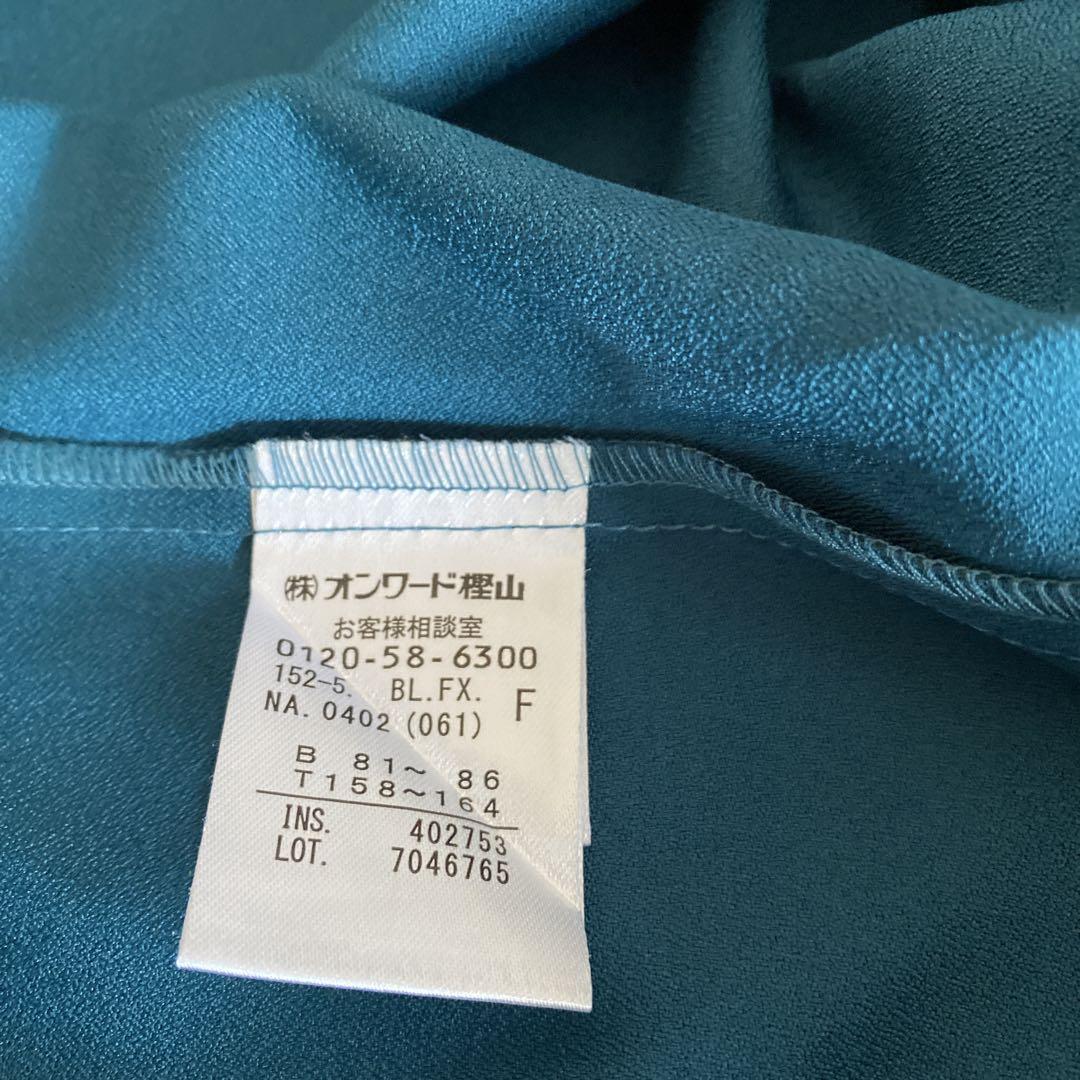 (株)オンワード樫山
お客様相談室
0120-58-6300
152-5. BL.FX. F
NA. 0402 (061)
B 81～ 86
T158～164
INS. 402753
LOT. 7046765